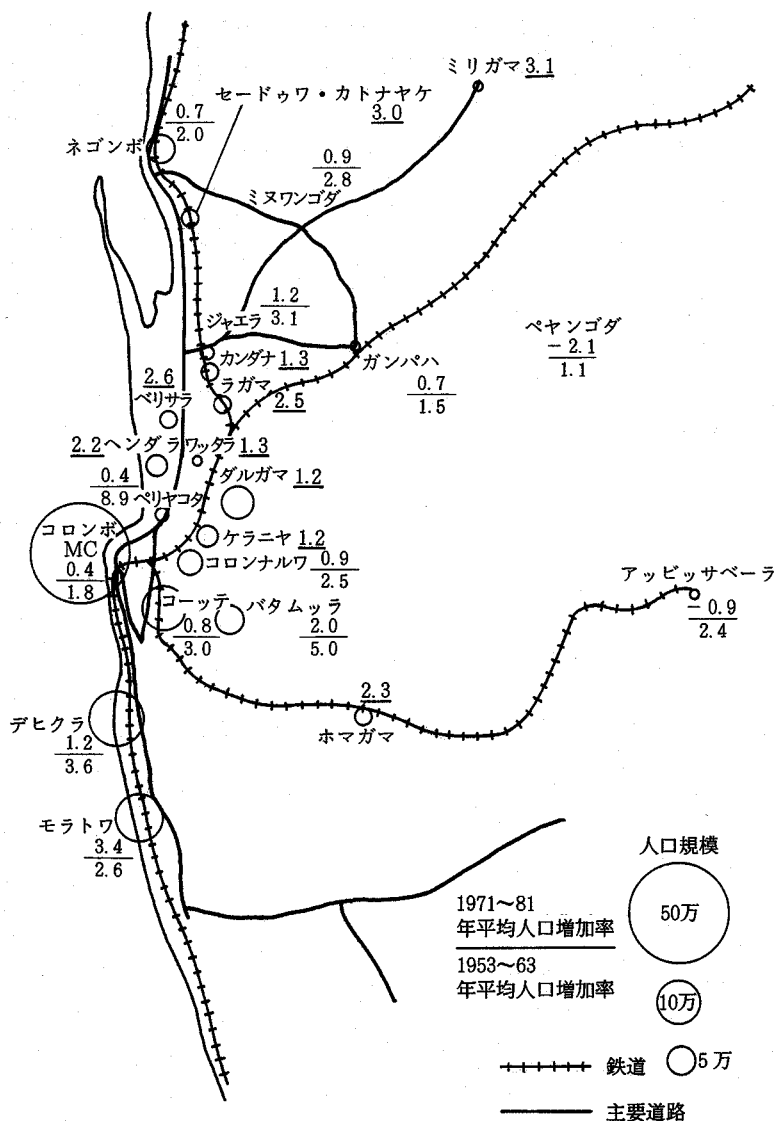 ミリガマ 3.1
セードゥワ・カトナヤケ
3.0
0.7
2.0
ネゴンボ
0.9
2.8
ミヌワンゴダ
1.2
3.1
ジャエラ
カンダナ 1.3
ガンパハ
ペヤンゴダ
-2.1
1.1
0.7
1.5
ラガマ
2.5
2.6
ベリサラ
2.2 ヘンダラ ワッタラ 1.3
ダルガマ 1.2
0.4
8.9
ペリヤコタ
コロンボ
MC
0.4
1.8
ケラニヤ 1.2
コロンナルワ
0.9
2.5
コーッテ
0.8
3.0
バタムッラ
2.0
5.0
アッビッサベーラ
-0.9
2.4
2.3
ホマガマ
デヒクラ
1.2
3.6
モラトワ
3.4
2.6
人口規模
50万
10万
5万
1971～81
年平均人口増加率
1953～63
年平均人口増加率
鉄道
主要道路